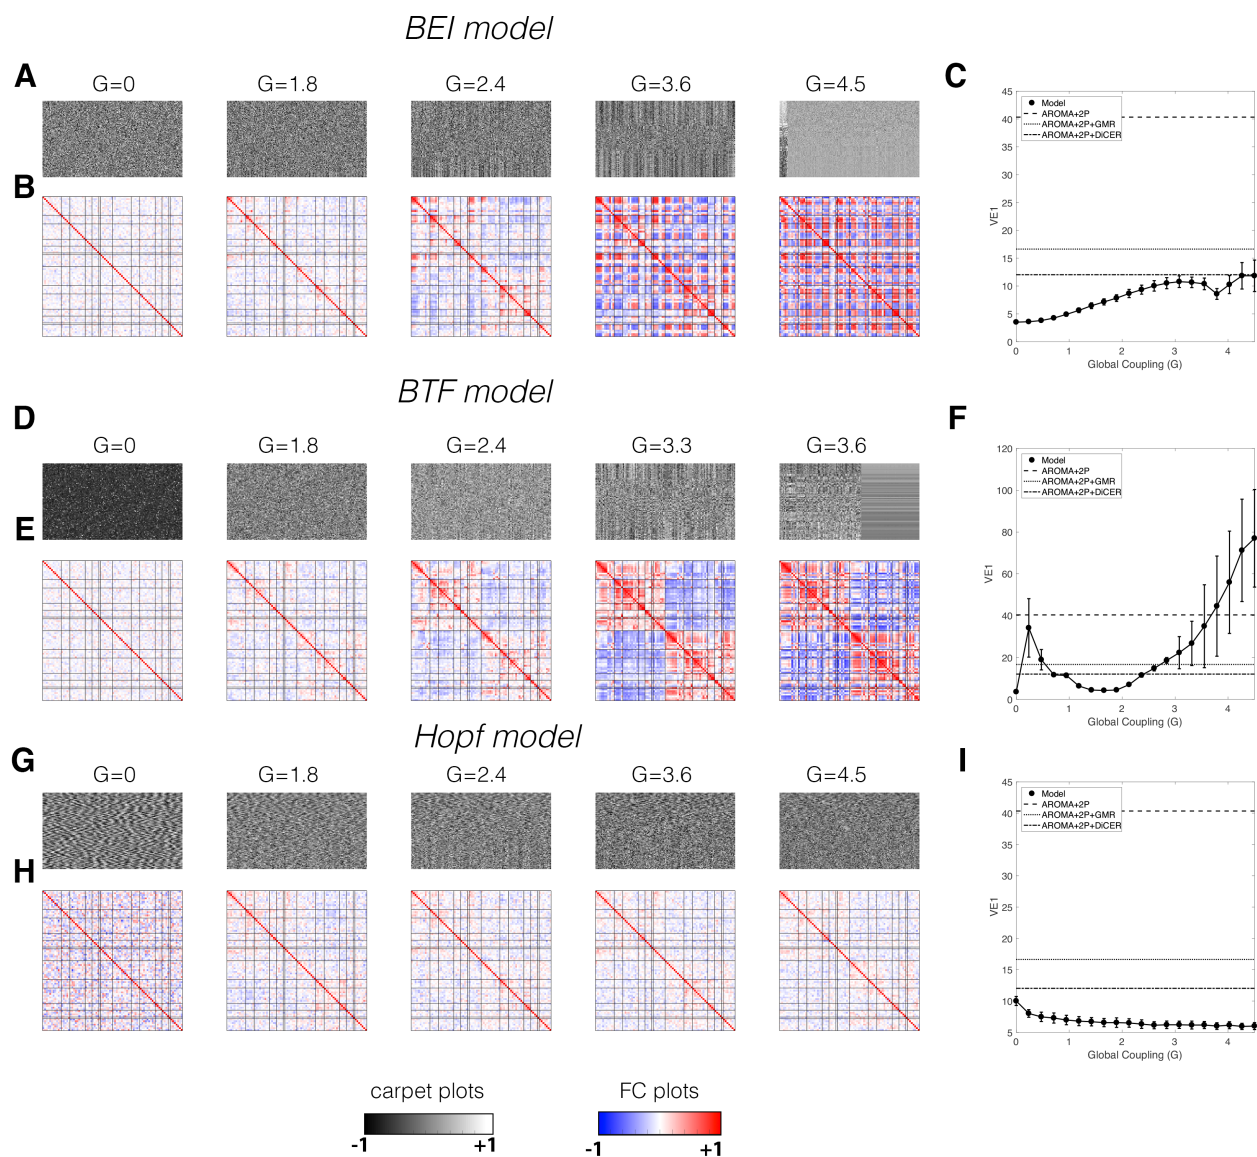 BEI model
A
G=0
G=1.8
G=2.4
G=3.6
G=4.5
B
C
45
40
35
30
25
20
15
10
5
0
VE1
Model
AROMA+2P
AROMA+2P+GMR
AROMA+2P+DiCER
0 1 2 3 4
Global Coupling (G)
BTF model
D
G=0
G=1.8
G=2.4
G=3.3
G=3.6
E
F
120
100
80
60
40
20
0
VE1
Model
AROMA+2P
AROMA+2P+GMR
AROMA+2P+DiCER
0 1 2 3 4
Global Coupling (G)
Hopf model
G
G=0
G=1.8
G=2.4
G=3.6
G=4.5
H
I
45
40
35
30
25
20
15
10
5
VE1
Model
AROMA+2P
AROMA+2P+GMR
AROMA+2P+DiCER
0 1 2 3 4
Global Coupling (G)
carpet plots
-1 +1
FC plots
-1 +1